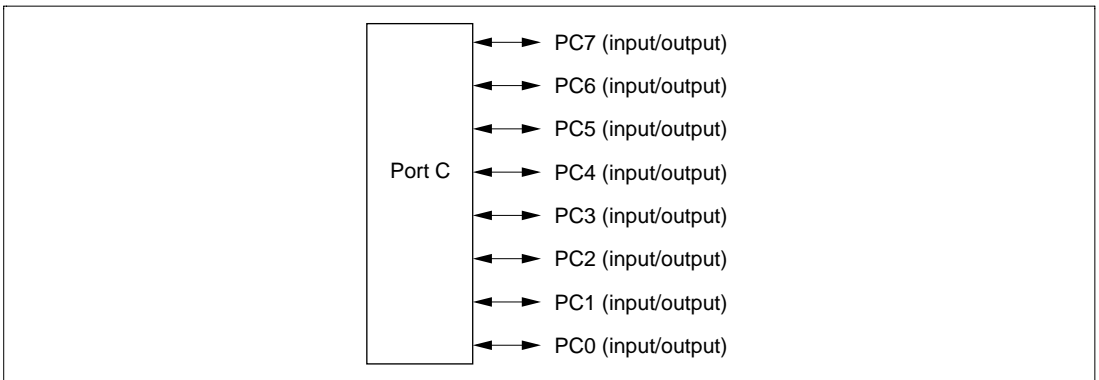 PC7 (input/output)
PC6 (input/output)
PC5 (input/output)
Port C
PC4 (input/output)
PC3 (input/output)
PC2 (input/output)
PC1 (input/output)
PC0 (input/output)